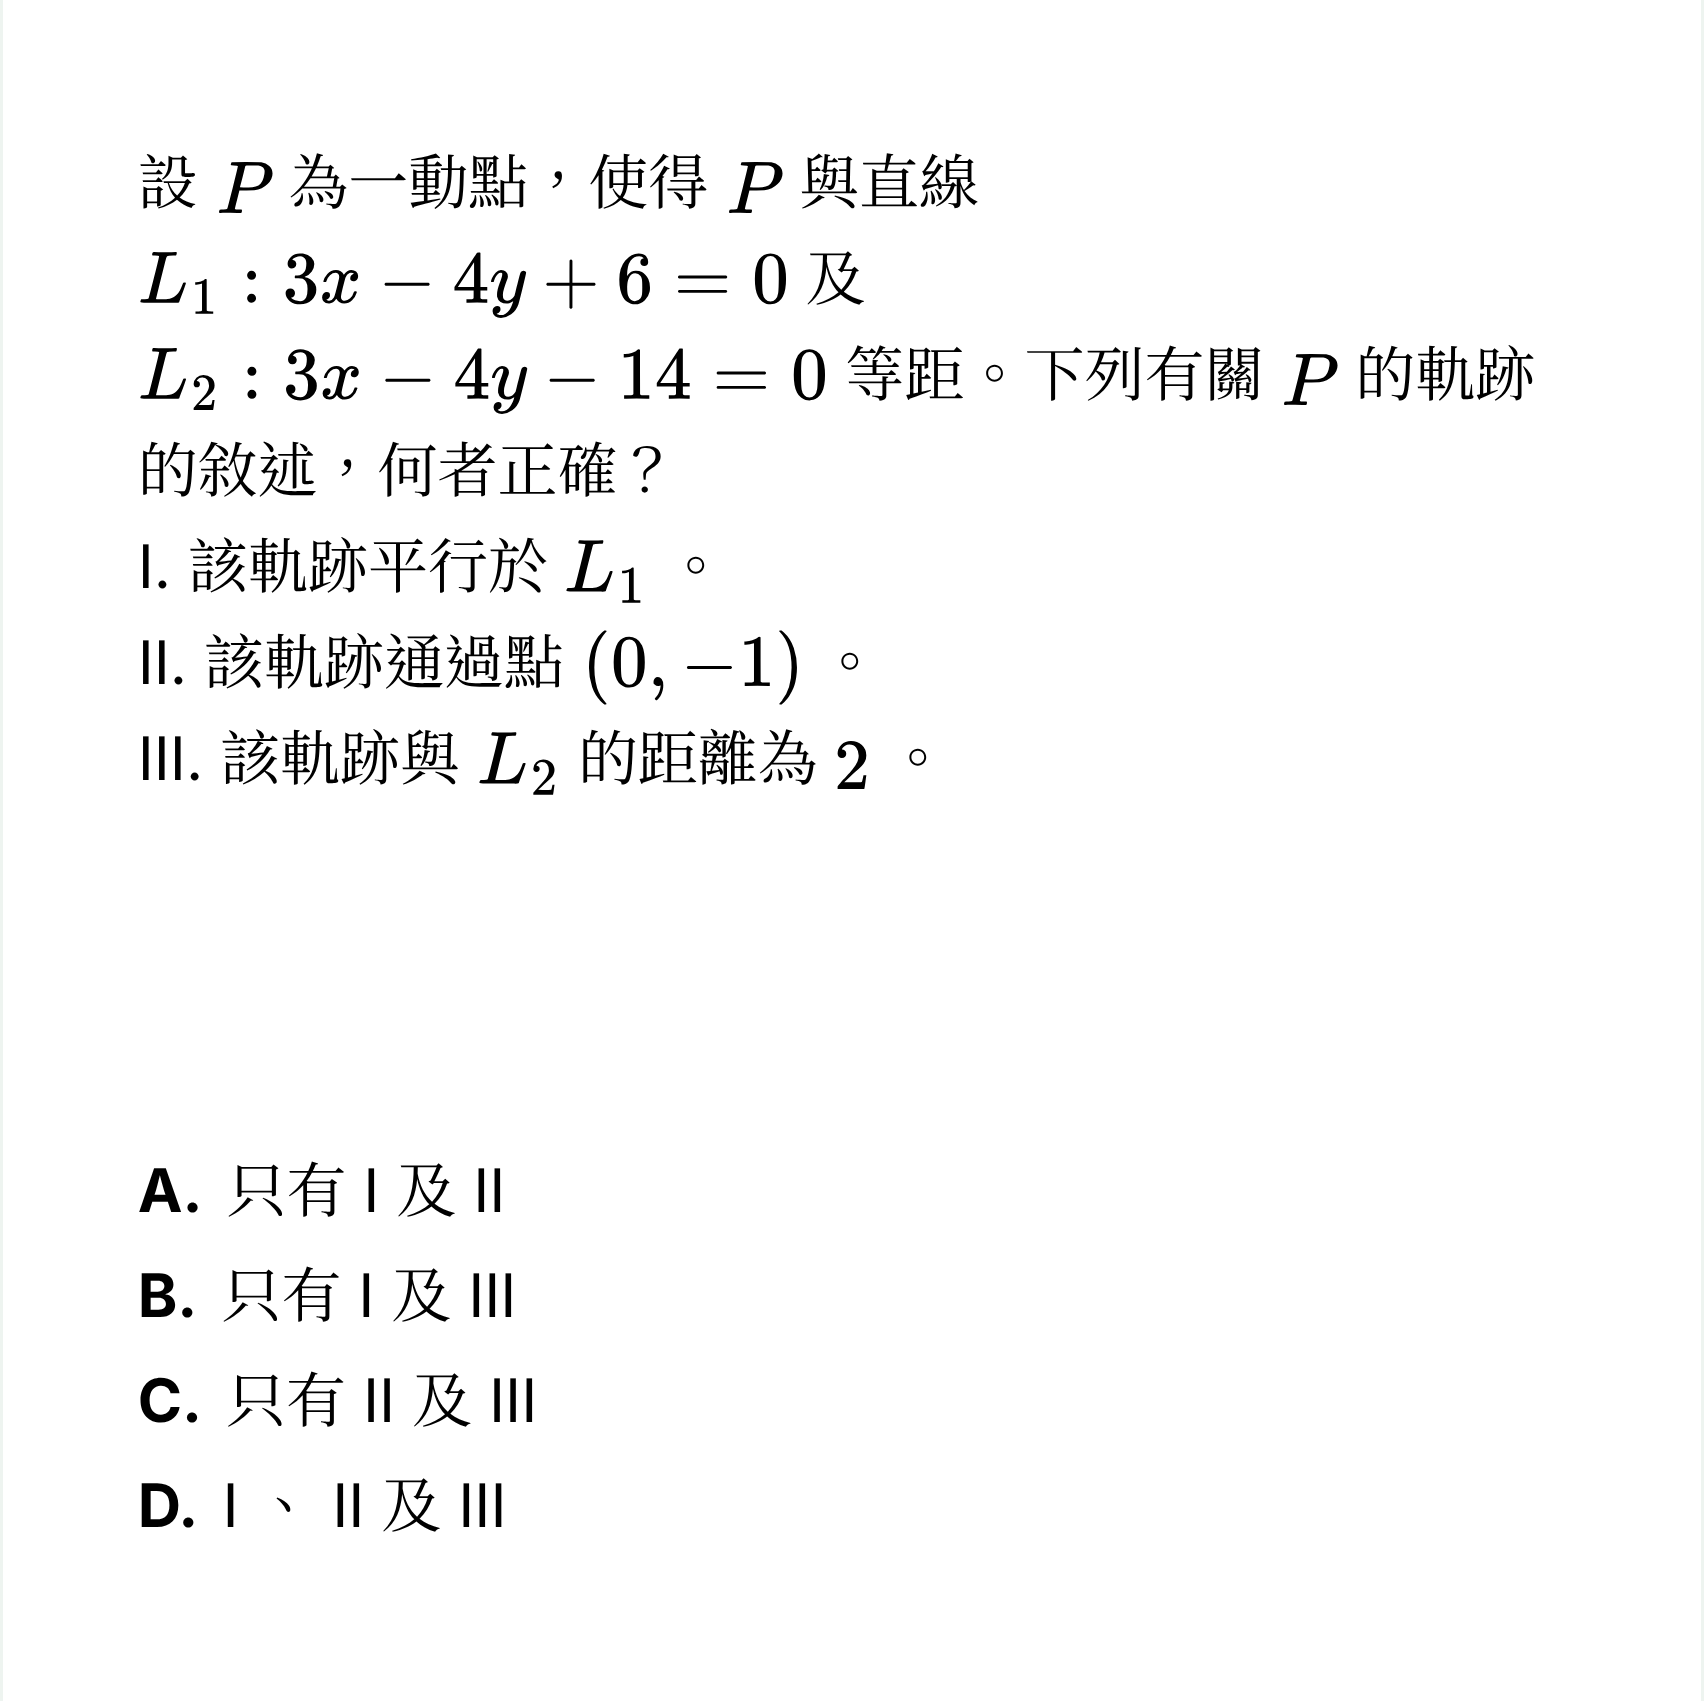 設 P 為一動點，使得 P 與直線
L₁ : 3x − 4y + 6 = 0 及
L₂ : 3x − 4y − 14 = 0 等距。下列有關 P 的軌跡
的敘述，何者正確？
I. 該軌跡平行於 L₁ 。
II. 該軌跡通過點 (0, −1) 。
III. 該軌跡與 L₂ 的距離為 2 。
A. 只有 I 及 II
B. 只有 I 及 III
C. 只有 II 及 III
D. I 、 II 及 III